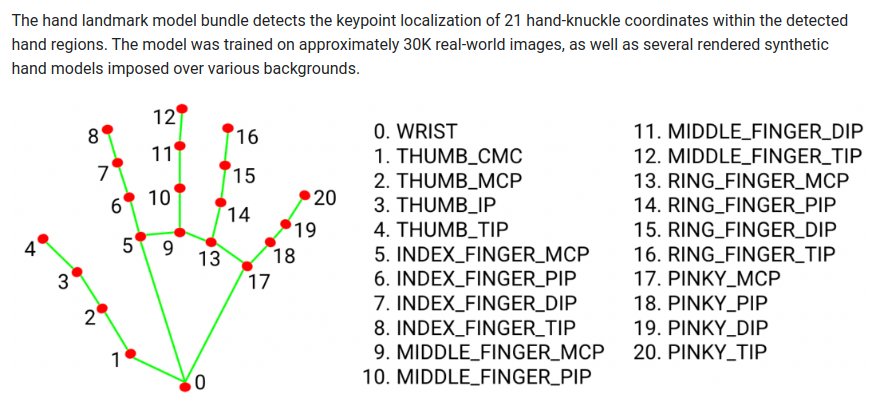 The hand landmark model bundle detects the keypoint localization of 21 hand-knuckle coordinates within the detected
hand regions. The model was trained on approximately 30K real-world images, as well as several rendered synthetic
hand models imposed over various backgrounds.
12
8
16
11
7
15
6
10
14
20
5
9
19
4
13
18
3
17
2
1
0
0. WRIST
1. THUMB_CMC
2. THUMB_MCP
3. THUMB_IP
4. THUMB_TIP
5. INDEX_FINGER_MCP
6. INDEX_FINGER_PIP
7. INDEX_FINGER_DIP
8. INDEX_FINGER_TIP
9. MIDDLE_FINGER_MCP
10. MIDDLE_FINGER_PIP
11. MIDDLE_FINGER_DIP
12. MIDDLE_FINGER_TIP
13. RING_FINGER_MCP
14. RING_FINGER_PIP
15. RING_FINGER_DIP
16. RING_FINGER_TIP
17. PINKY_MCP
18. PINKY_PIP
19. PINKY_DIP
20. PINKY_TIP